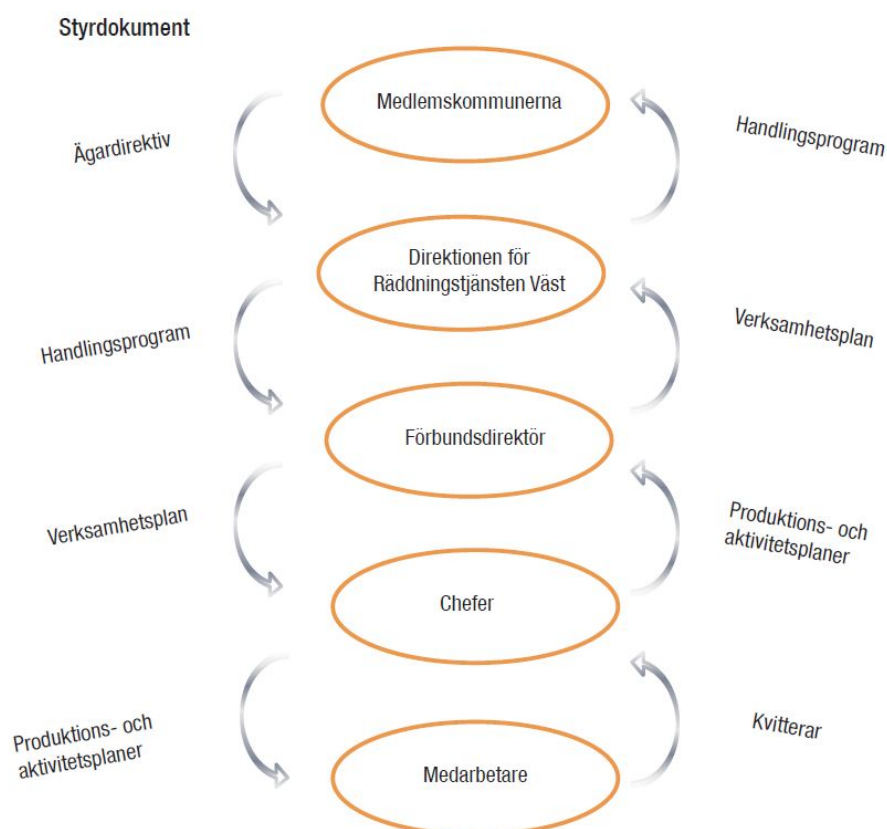 Styrdokument
Medlemskommunerna
Ägardirektiv
Handlingsprogram
Direktionen för
Räddningstjänsten Väst
Handlingsprogram
Verksamhetsplan
Förbundsdirektör
Verksamhetsplan
Produktions- och
aktivitetsplaner
Chefer
Produktions- och
aktivitetsplaner
Kvitterar
Medarbetare